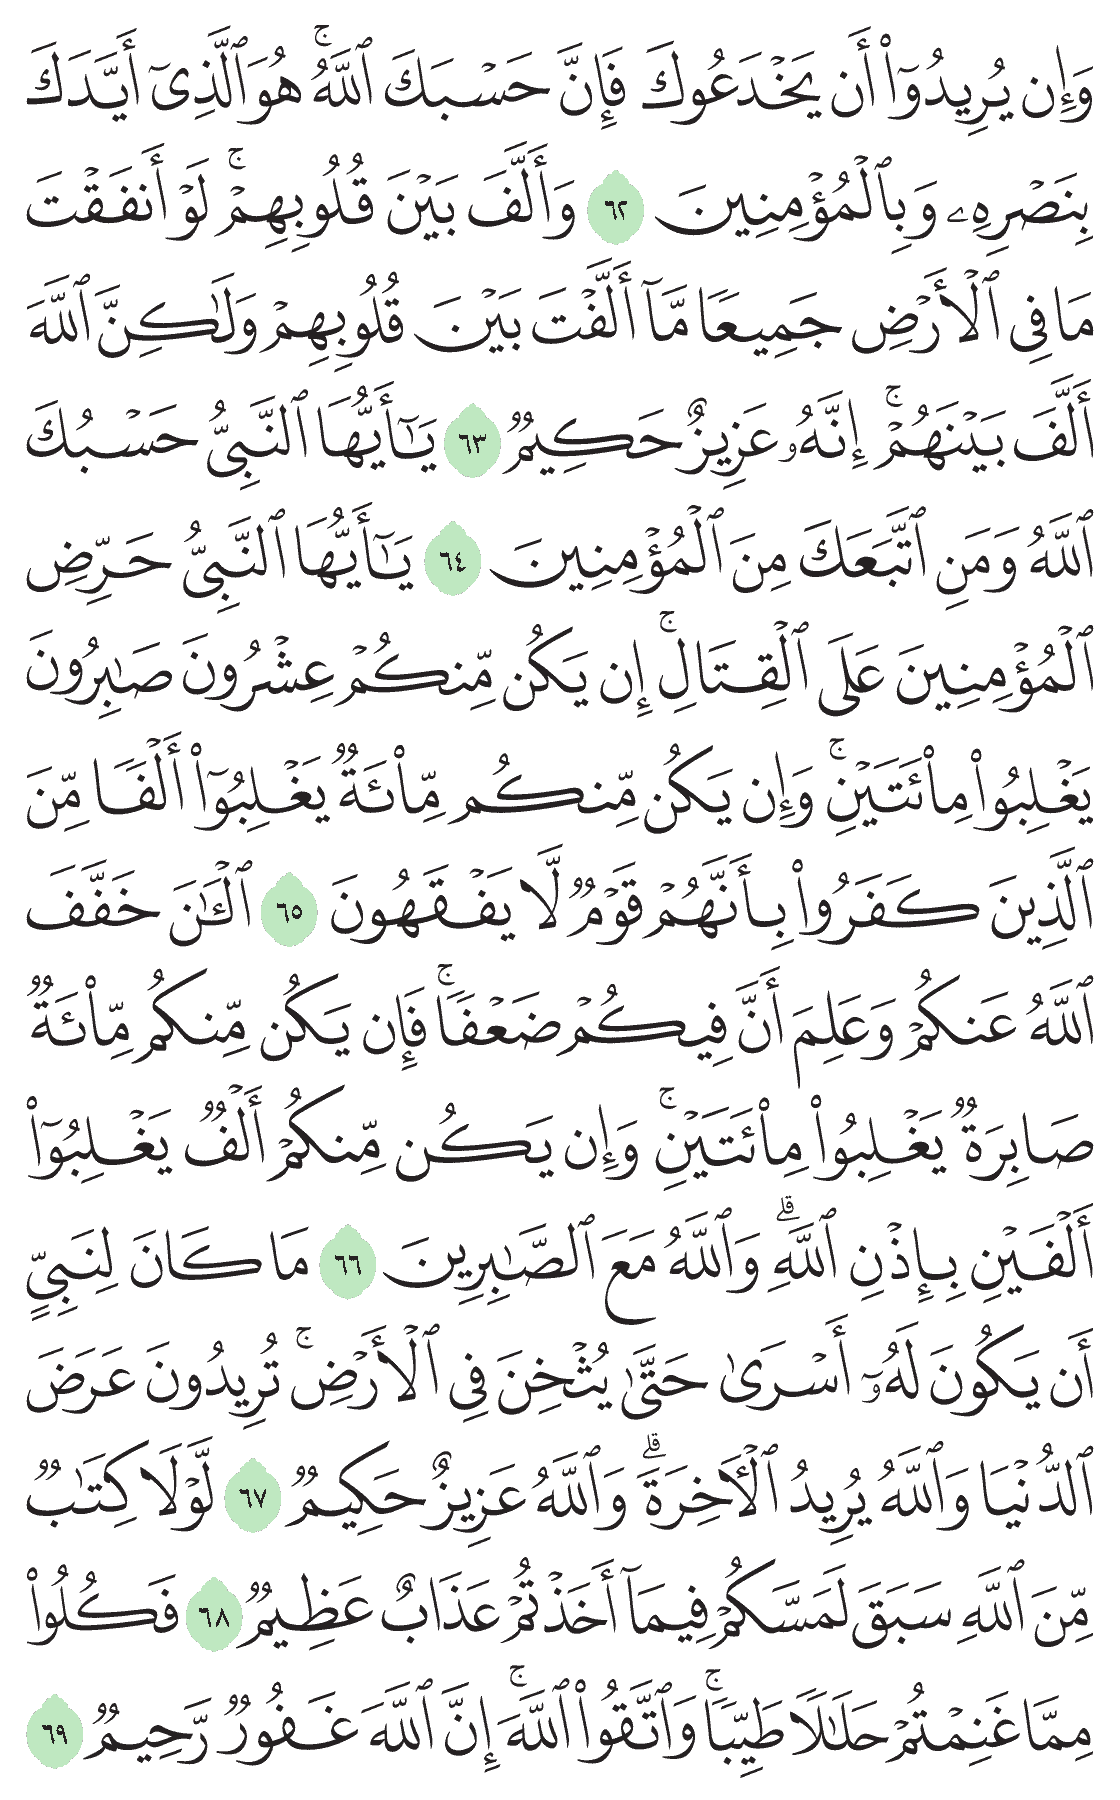 وَإِن يُرِيدُوٓا۟ أَن يَخْدَعُوكَ فَإِنَّ حَسْبَكَ ٱللَّهُ ۚ هُوَ ٱلَّذِىٓ أَيَّدَكَ
بِنَصْرِهِۦ وَبِٱلْمُؤْمِنِينَ ٦٢ وَأَلَّفَ بَيْنَ قُلُوبِهِمْ ۚ لَوْ أَنفَقْتَ
مَا فِى ٱلْأَرْضِ جَمِيعًا مَّآ أَلَّفْتَ بَيْنَ قُلُوبِهِمْ وَلَـٰكِنَّ ٱللَّهَ
أَلَّفَ بَيْنَهُمْ ۚ إِنَّهُۥ عَزِيزٌ حَكِيمٌ ٦٣ يَـٰٓأَيُّهَا ٱلنَّبِىُّ حَسْبُكَ
ٱللَّهُ وَمَنِ ٱتَّبَعَكَ مِنَ ٱلْمُؤْمِنِينَ ٦٤ يَـٰٓأَيُّهَا ٱلنَّبِىُّ حَرِّضِ
ٱلْمُؤْمِنِينَ عَلَى ٱلْقِتَالِ ۚ إِن يَكُن مِّنكُمْ عِشْرُونَ صَـٰبِرُونَ
يَغْلِبُوا۟ مِا۟ئَتَيْنِ ۚ وَإِن يَكُن مِّنكُم مِّا۟ئَةٌ يَغْلِبُوٓا۟ أَلْفًا مِّنَ
ٱلَّذِينَ كَفَرُوا۟ بِأَنَّهُمْ قَوْمٌ لَّا يَفْقَهُونَ ٦٥ ٱلْـَٔـٰنَ خَفَّفَ
ٱللَّهُ عَنكُمْ وَعَلِمَ أَنَّ فِيكُمْ ضَعْفًا ۚ فَإِن يَكُن مِّنكُم مِّا۟ئَةٌ
صَابِرَةٌ يَغْلِبُوا۟ مِا۟ئَتَيْنِ ۚ وَإِن يَكُن مِّنكُمْ أَلْفٌ يَغْلِبُوٓا۟
أَلْفَيْنِ بِإِذْنِ ٱللَّهِ ۗ وَٱللَّهُ مَعَ ٱلصَّـٰبِرِينَ ٦٦ مَا كَانَ لِنَبِىٍّ
أَن يَكُونَ لَهُۥٓ أَسْرَىٰ حَتَّىٰ يُثْخِنَ فِى ٱلْأَرْضِ ۚ تُرِيدُونَ عَرَضَ
ٱلدُّنْيَا وَٱللَّهُ يُرِيدُ ٱلْـَٔاخِرَةَ ۗ وَٱللَّهُ عَزِيزٌ حَكِيمٌ ٦٧ لَّوْلَا كِتَـٰبٌ
مِّنَ ٱللَّهِ سَبَقَ لَمَسَّكُمْ فِيمَآ أَخَذْتُمْ عَذَابٌ عَظِيمٌ ٦٨ فَكُلُوا۟
مِمَّا غَنِمْتُمْ حَلَـٰلًا طَيِّبًا ۚ وَٱتَّقُوا۟ ٱللَّهَ ۚ إِنَّ ٱللَّهَ غَفُورٌ رَّحِيمٌ ٦٩